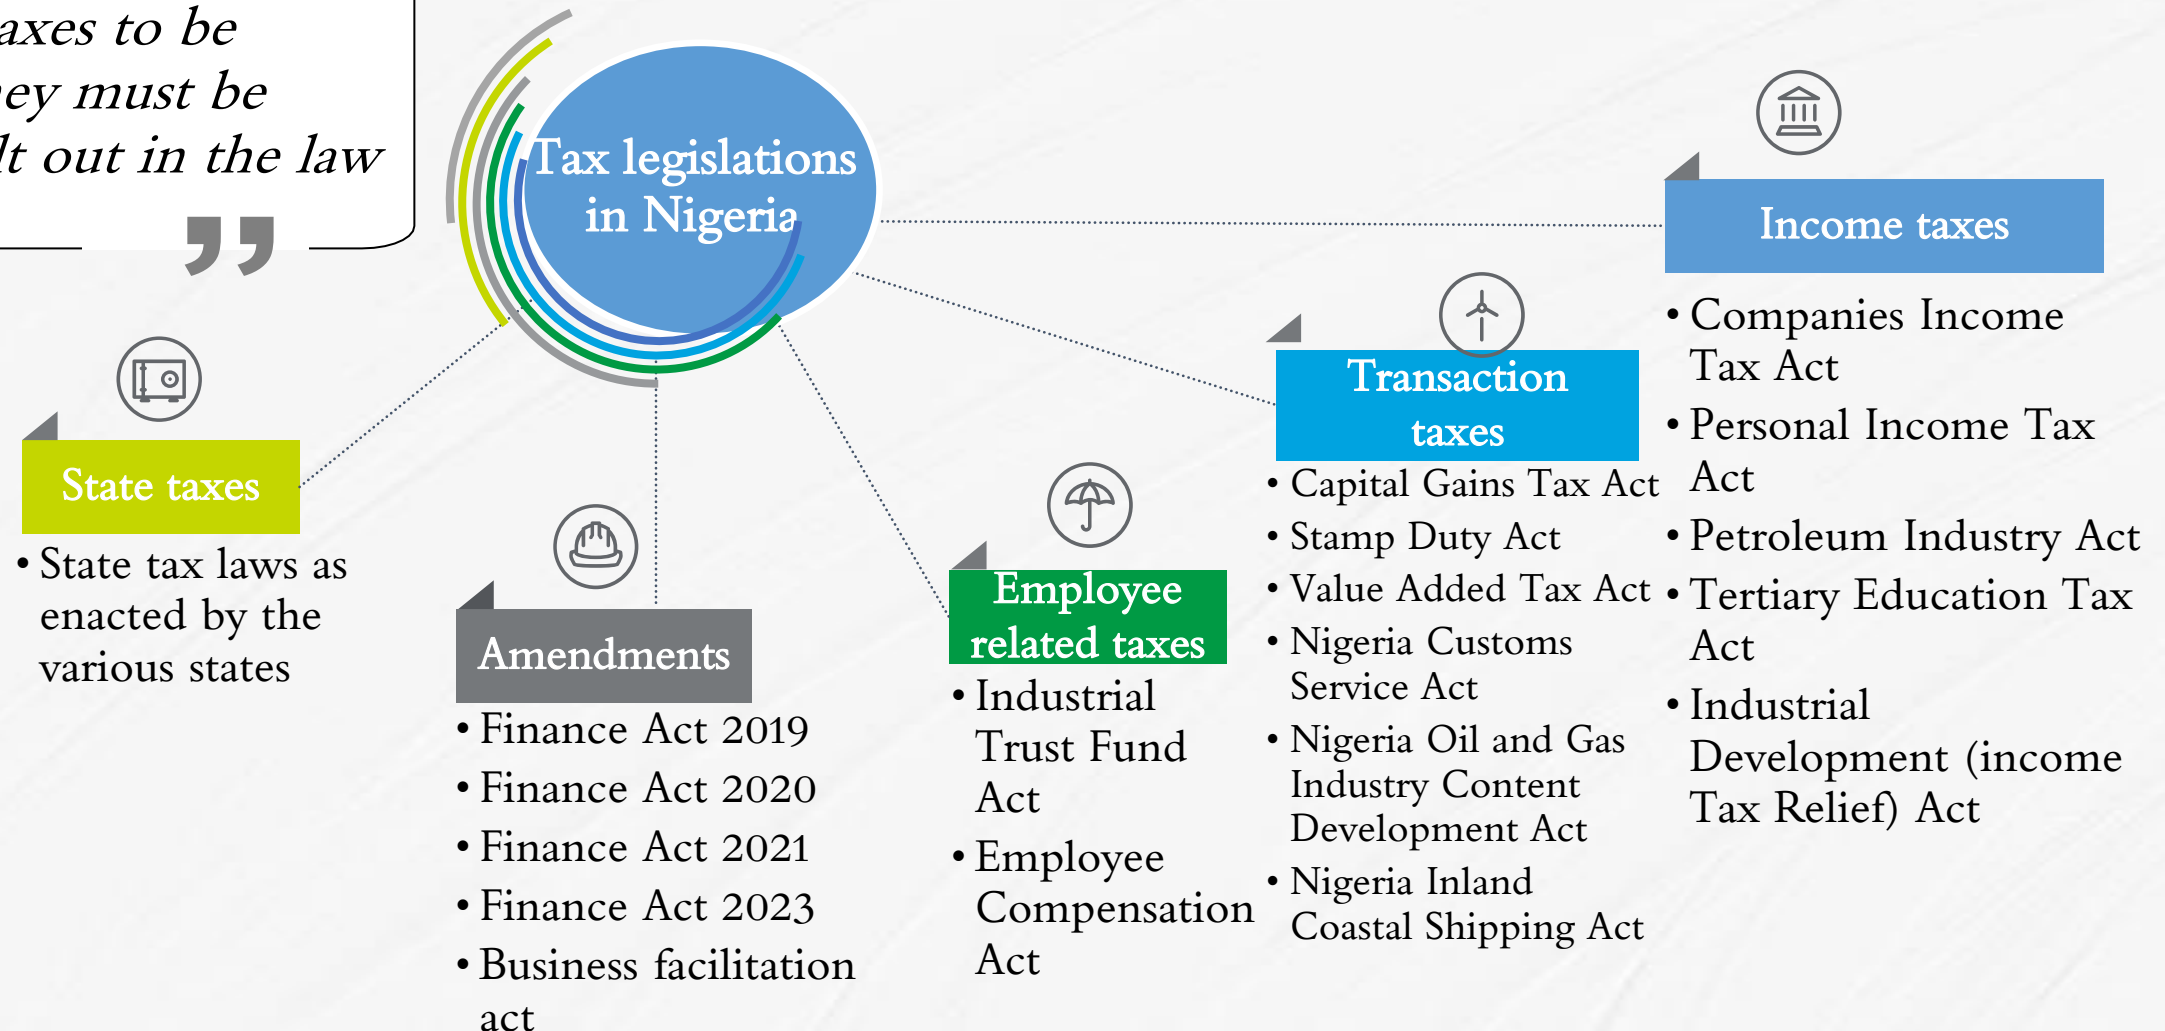 axes to be
ey must be
lt out in the law
”
Tax legislations
in Nigeria
Income taxes
• Companies Income
Tax Act
• Personal Income Tax
Act
• Petroleum Industry Act
• Tertiary Education Tax
Act
• Industrial
Development (income
Tax Relief) Act
Transaction
taxes
• Capital Gains Tax Act
• Stamp Duty Act
• Value Added Tax Act
• Nigeria Customs
Service Act
• Nigeria Oil and Gas
Industry Content
Development Act
• Nigeria Inland
Coastal Shipping Act
Employee
related taxes
• Industrial
Trust Fund
Act
• Employee
Compensation
Act
Amendments
• Finance Act 2019
• Finance Act 2020
• Finance Act 2021
• Finance Act 2023
• Business facilitation
act
State taxes
• State tax laws as
enacted by the
various states